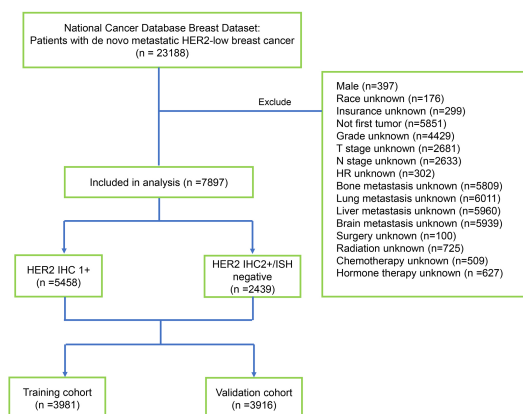 National Cancer Database Breast Dataset:
Patients with de novo metastatic HER2-low breast cancer
(n = 23188)
Exclude
Male (n=397)
Race unknown (n=176)
Insurance unknown (n=299)
Not first tumor (n=5851)
Grade unknown (n=4429)
T stage unknown (n=2681)
N stage unknown (n=2633)
HR unknown (n=302)
Bone metastasis unknown (n=5809)
Lung metastasis unknown (n=6011)
Liver metastasis unknown (n=5960)
Brain metastasis unknown (n=5939)
Surgery unknown (n=100)
Radiation unknown (n=725)
Chemotherapy unknown (n=509)
Hormone therapy unknown (n =627)
Included in analysis (n =7897)
HER2 IHC 1+
(n =5458)
HER2 IHC2+/ISH
negative
(n =2439)
Training cohort
(n =3981)
Validation cohort
(n =3916)